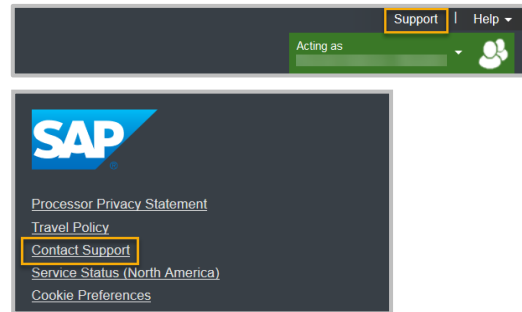 Support | Help
Acting as
SAP
Processor Privacy Statement
Travel Policy
Contact Support
Service Status (North America)
Cookie Preferences